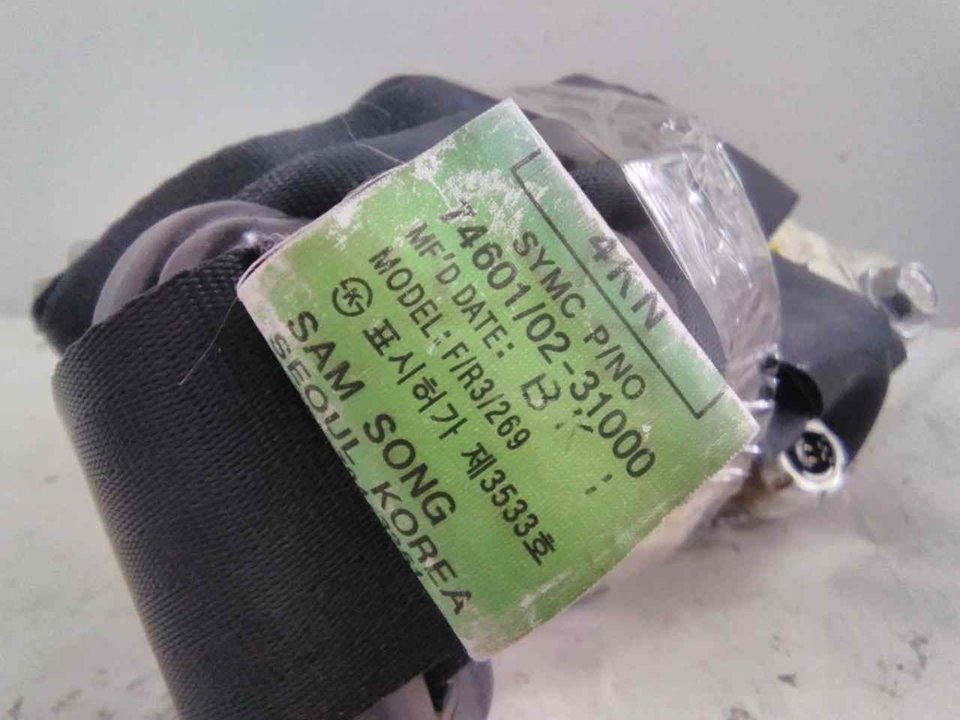 4KN
SYMC P/NO
74601/02-31000
MF'D DATE: B
MODEL: F/R3/269
표시허가 제3533호
SAM SONG
SEOUL, KOREA